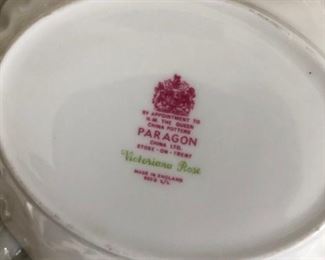 BY APPOINTMENT TO
H.M. THE QUEEN
CHINA POTTERS
PARAGON
CHINA LTD.
STOKE-ON-TRENT
Victoriana Rose
MADE IN ENGLAND